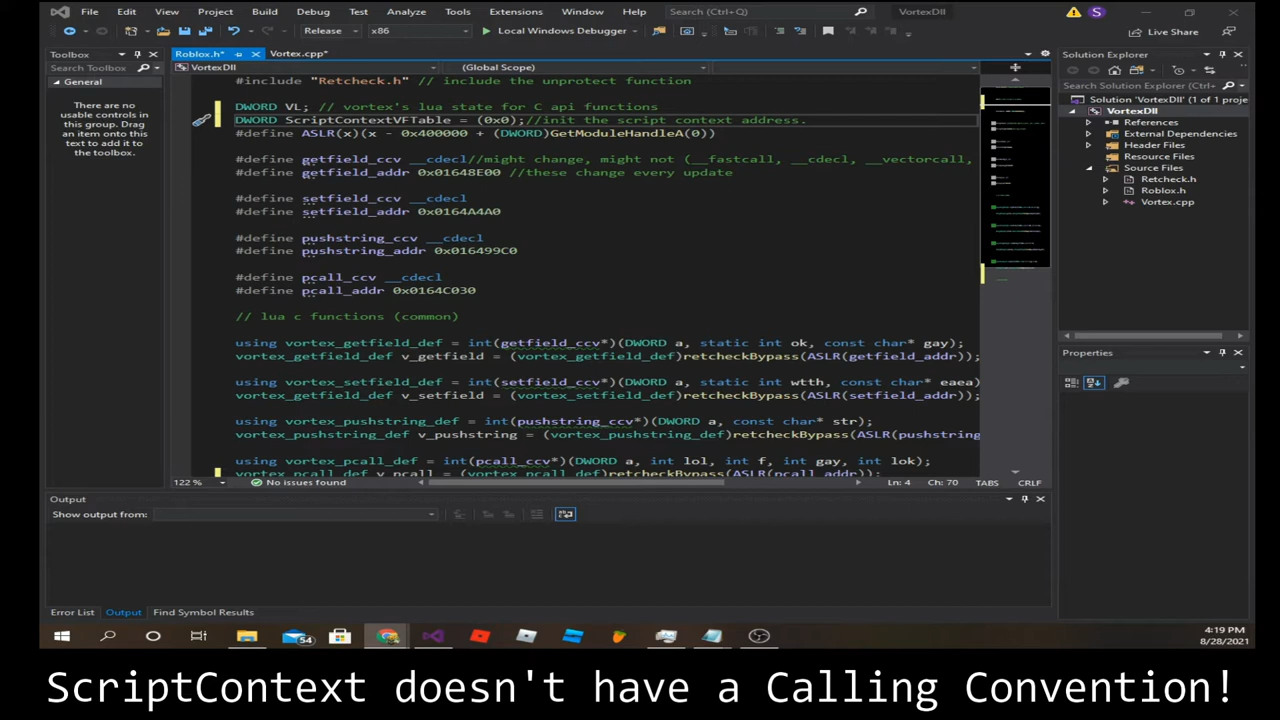 File Edit View Project Build Debug Test Analyze Tools Extensions Window Help Search (Ctrl+Q) VortexDll S
Release x86 Local Windows Debugger Live Share
Toolbox
Search Toolbox
General
There are no
usable controls in
this group. Drag
an item onto this
text to add it to
the toolbox.
Roblox.h* Vortex.cpp*
VortexDll (Global Scope)
#include "Retcheck.h" // include the unprotect function
DWORD VL; // vortex's lua state for C api functions
DWORD ScriptContextVFTable = (0x0);//init the script context address.
#define ASLR(x)(x - 0x400000 + (DWORD)GetModuleHandleA(0))
#define getfield_ccv __cdecl//might change, might not (__fastcall, __cdecl, __vectorcall,
#define getfield_addr 0x01648E00 //these change every update
#define setfield_ccv __cdecl
#define setfield_addr 0x0164A4A0
#define pushstring_ccv __cdecl
#define pushstring_addr 0x016499C0
#define pcall_ccv __cdecl
#define pcall_addr 0x0164C030
// lua c functions (common)
using vortex_getfield_def = int(getfield_ccv*)(DWORD a, static int ok, const char* gay);
vortex_getfield_def v_getfield = (vortex_getfield_def)retcheckBypass(ASLR(getfield_addr));
using vortex_setfield_def = int(setfield_ccv*)(DWORD a, static int wtth, const char* eaea)
vortex_setfield_def v_setfield = (vortex_setfield_def)retcheckBypass(ASLR(setfield_addr));
using vortex_pushstring_def = int(pushstring_ccv*)(DWORD a, const char* str);
vortex_pushstring_def v_pushstring = (vortex_pushstring_def)retcheckBypass(ASLR(pushstring
using vortex_pcall_def = int(pcall_ccv*)(DWORD a, int lol, int f, int gay, int lok);
vortex_pcall_def v_pcall = (vortex_pcall_def)retcheckBypass(ASLR(pcall_addr));
122 % No issues found Ln: 4 Ch: 70 TABS CRLF
Output
Show output from:
Error List Output Find Symbol Results
Solution Explorer
Search Solution Explorer
Solution 'VortexDll' (1 of 1 proje
VortexDll
References
External Dependencies
Header Files
Resource Files
Source Files
Retcheck.h
Roblox.h
Vortex.cpp
Properties
54
4:19 PM
8/28/2021
ScriptContext doesn't have a Calling Convention!